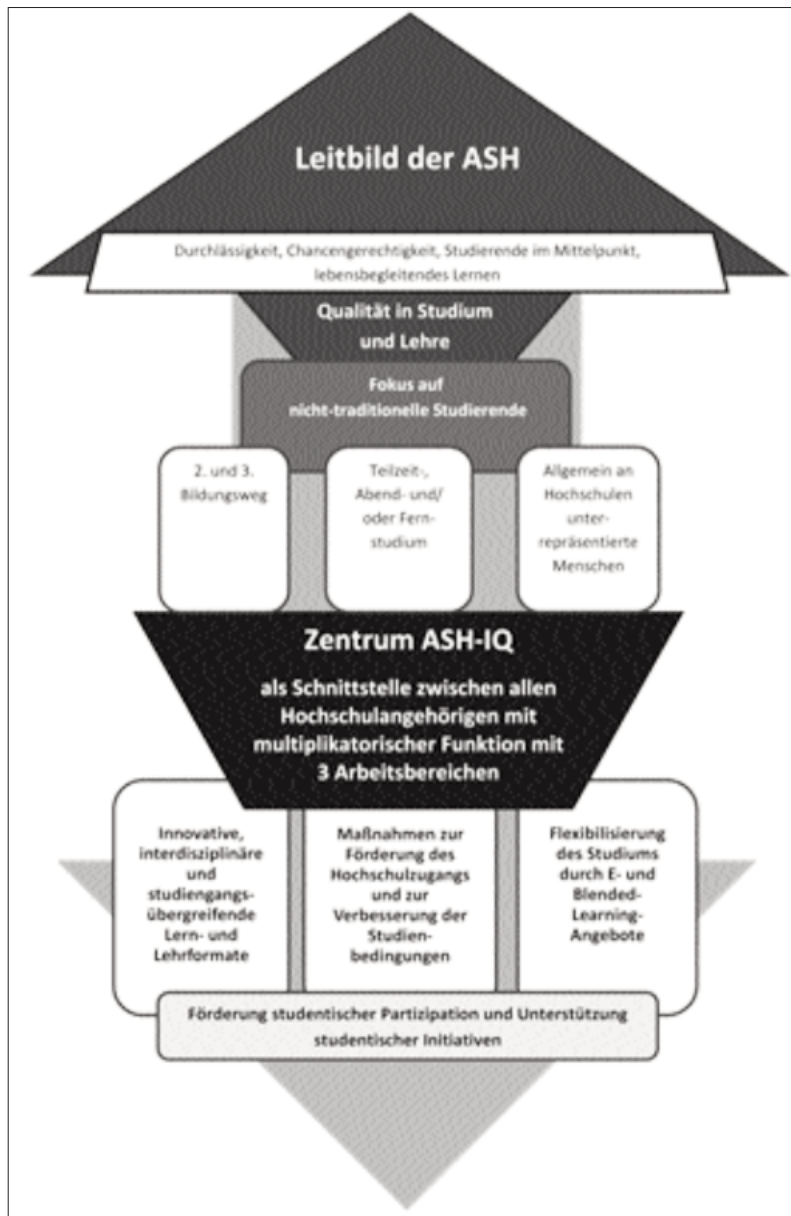 Leitbild der ASH
Durchlässigkeit, Chancengerechtigkeit, Studierende im Mittelpunkt,
lebensbegleitendes Lernen
Qualität in Studium
und Lehre
Fokus auf
nicht-traditionelle Studierende
2. und 3.
Bildungsweg
Teilzeit-,
Abend- und/
oder Fern-
studium
Allgemein an
Hochschulen
unter-
repräsentierte
Menschen
Zentrum ASH-IQ
als Schnittstelle zwischen allen
Hochschulangehörigen mit
multiplikatorischer Funktion mit
3 Arbeitsbereichen
Innovative,
interdisziplinäre
und
studiengangs-
übergreifende
Lern- und
Lehrformate
Maßnahmen zur
Förderung des
Hochschulzugangs
und zur
Verbesserung der
Studien-
bedingungen
Flexibilisierung
des Studiums
durch E- und
Blended-
Learning-
Angebote
Förderung studentischer Partizipation und Unterstützung
studentischer Initiativen